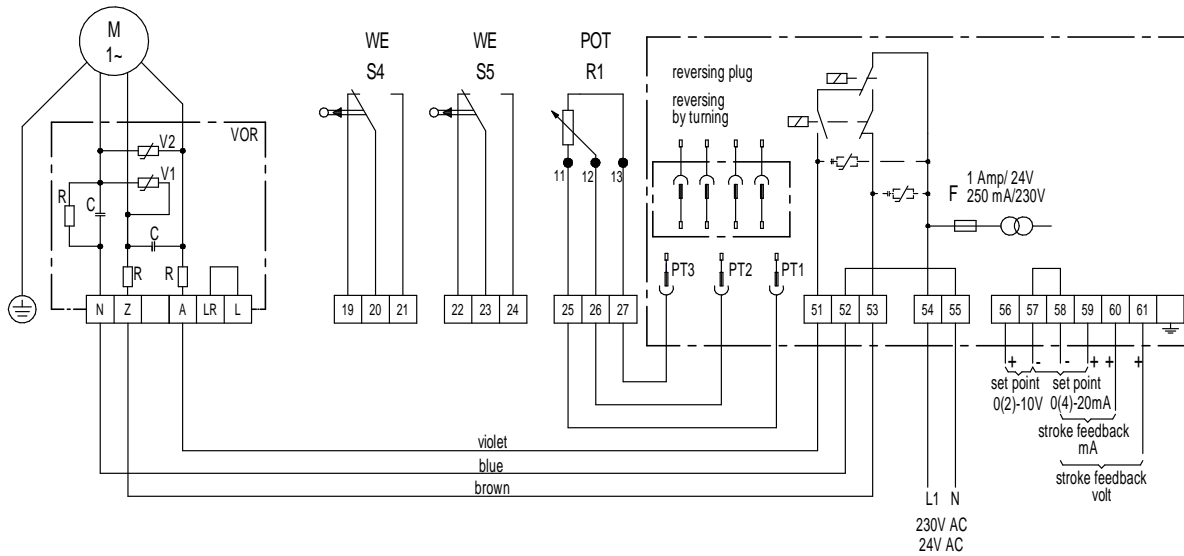 M
1~
VOR
V2
V1
R
C
C
R
R
N
Z
A
LR
L
WE
S4
19
20
21
WE
S5
22
23
24
POT
R1
11
12
13
25
26
27
reversing plug
reversing
by turning
PT3
PT2
PT1
F
1 Amp/ 24V
250 mA/230V
51
52
53
54
55
56
57
58
59
60
61
+ - - + + +
set point
0(2)-10V
set point
0(4)-20mA
stroke feedback
mA
stroke feedback
volt
violet
blue
brown
L1 N
230V AC
24V AC